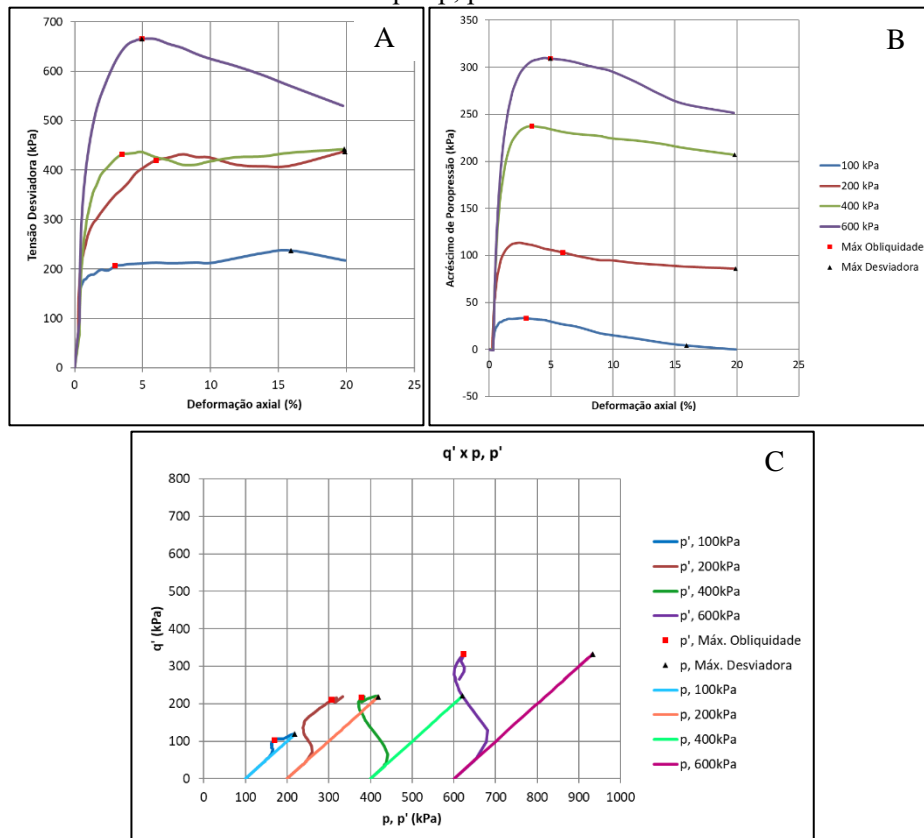 A
Tensão Desviadora (kPa)
700
600
500
400
300
200
100
0
0 5 10 15 20 25
Deformação axial (%)
B
Acréscimo de Poropressão (kPa)
350
300
250
200
150
100
50
0
-50
0 5 10 15 20 25
Deformação axial (%)
100 kPa
200 kPa
400 kPa
600 kPa
Máx Obliquidade
Máx Desviadora
q' x p, p'
C
q' (kPa)
800
700
600
500
400
300
200
100
0
0 100 200 300 400 500 600 700 800 900 1000
p, p' (kPa)
p', 100kPa
p', 200kPa
p', 400kPa
p', 600kPa
p', Máx. Obliquidade
p, Máx. Desviadora
p, 100kPa
p, 200kPa
p, 400kPa
p, 600kPa